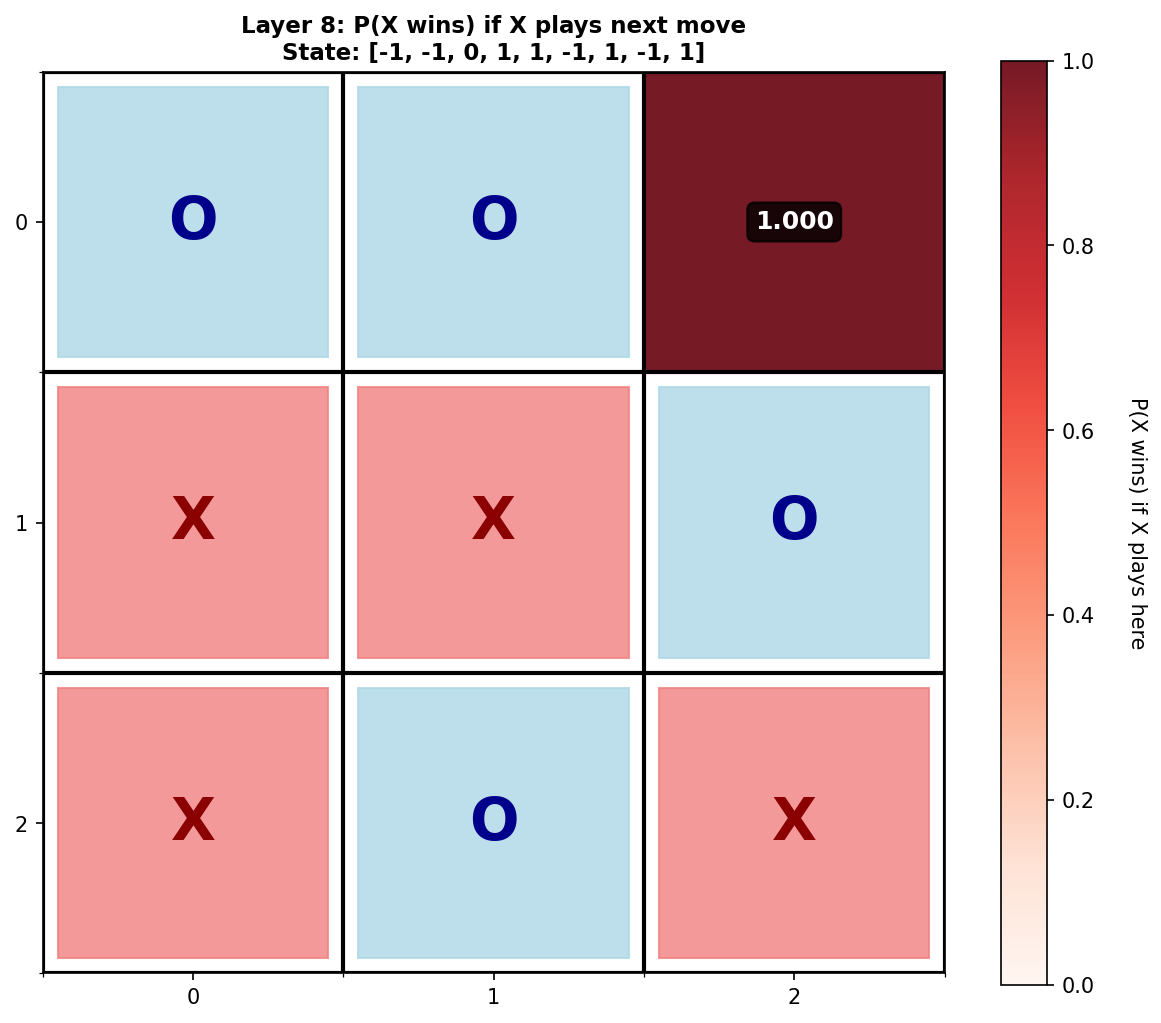 Layer 8: P(X wins) if X plays next move
State: [-1, -1, 0, 1, 1, -1, 1, -1, 1]
O O 1.000
X X O
X O X
0
1
2
0 1 2
1.0
0.8
0.6
0.4
0.2
0.0
P(X wins) if X plays here